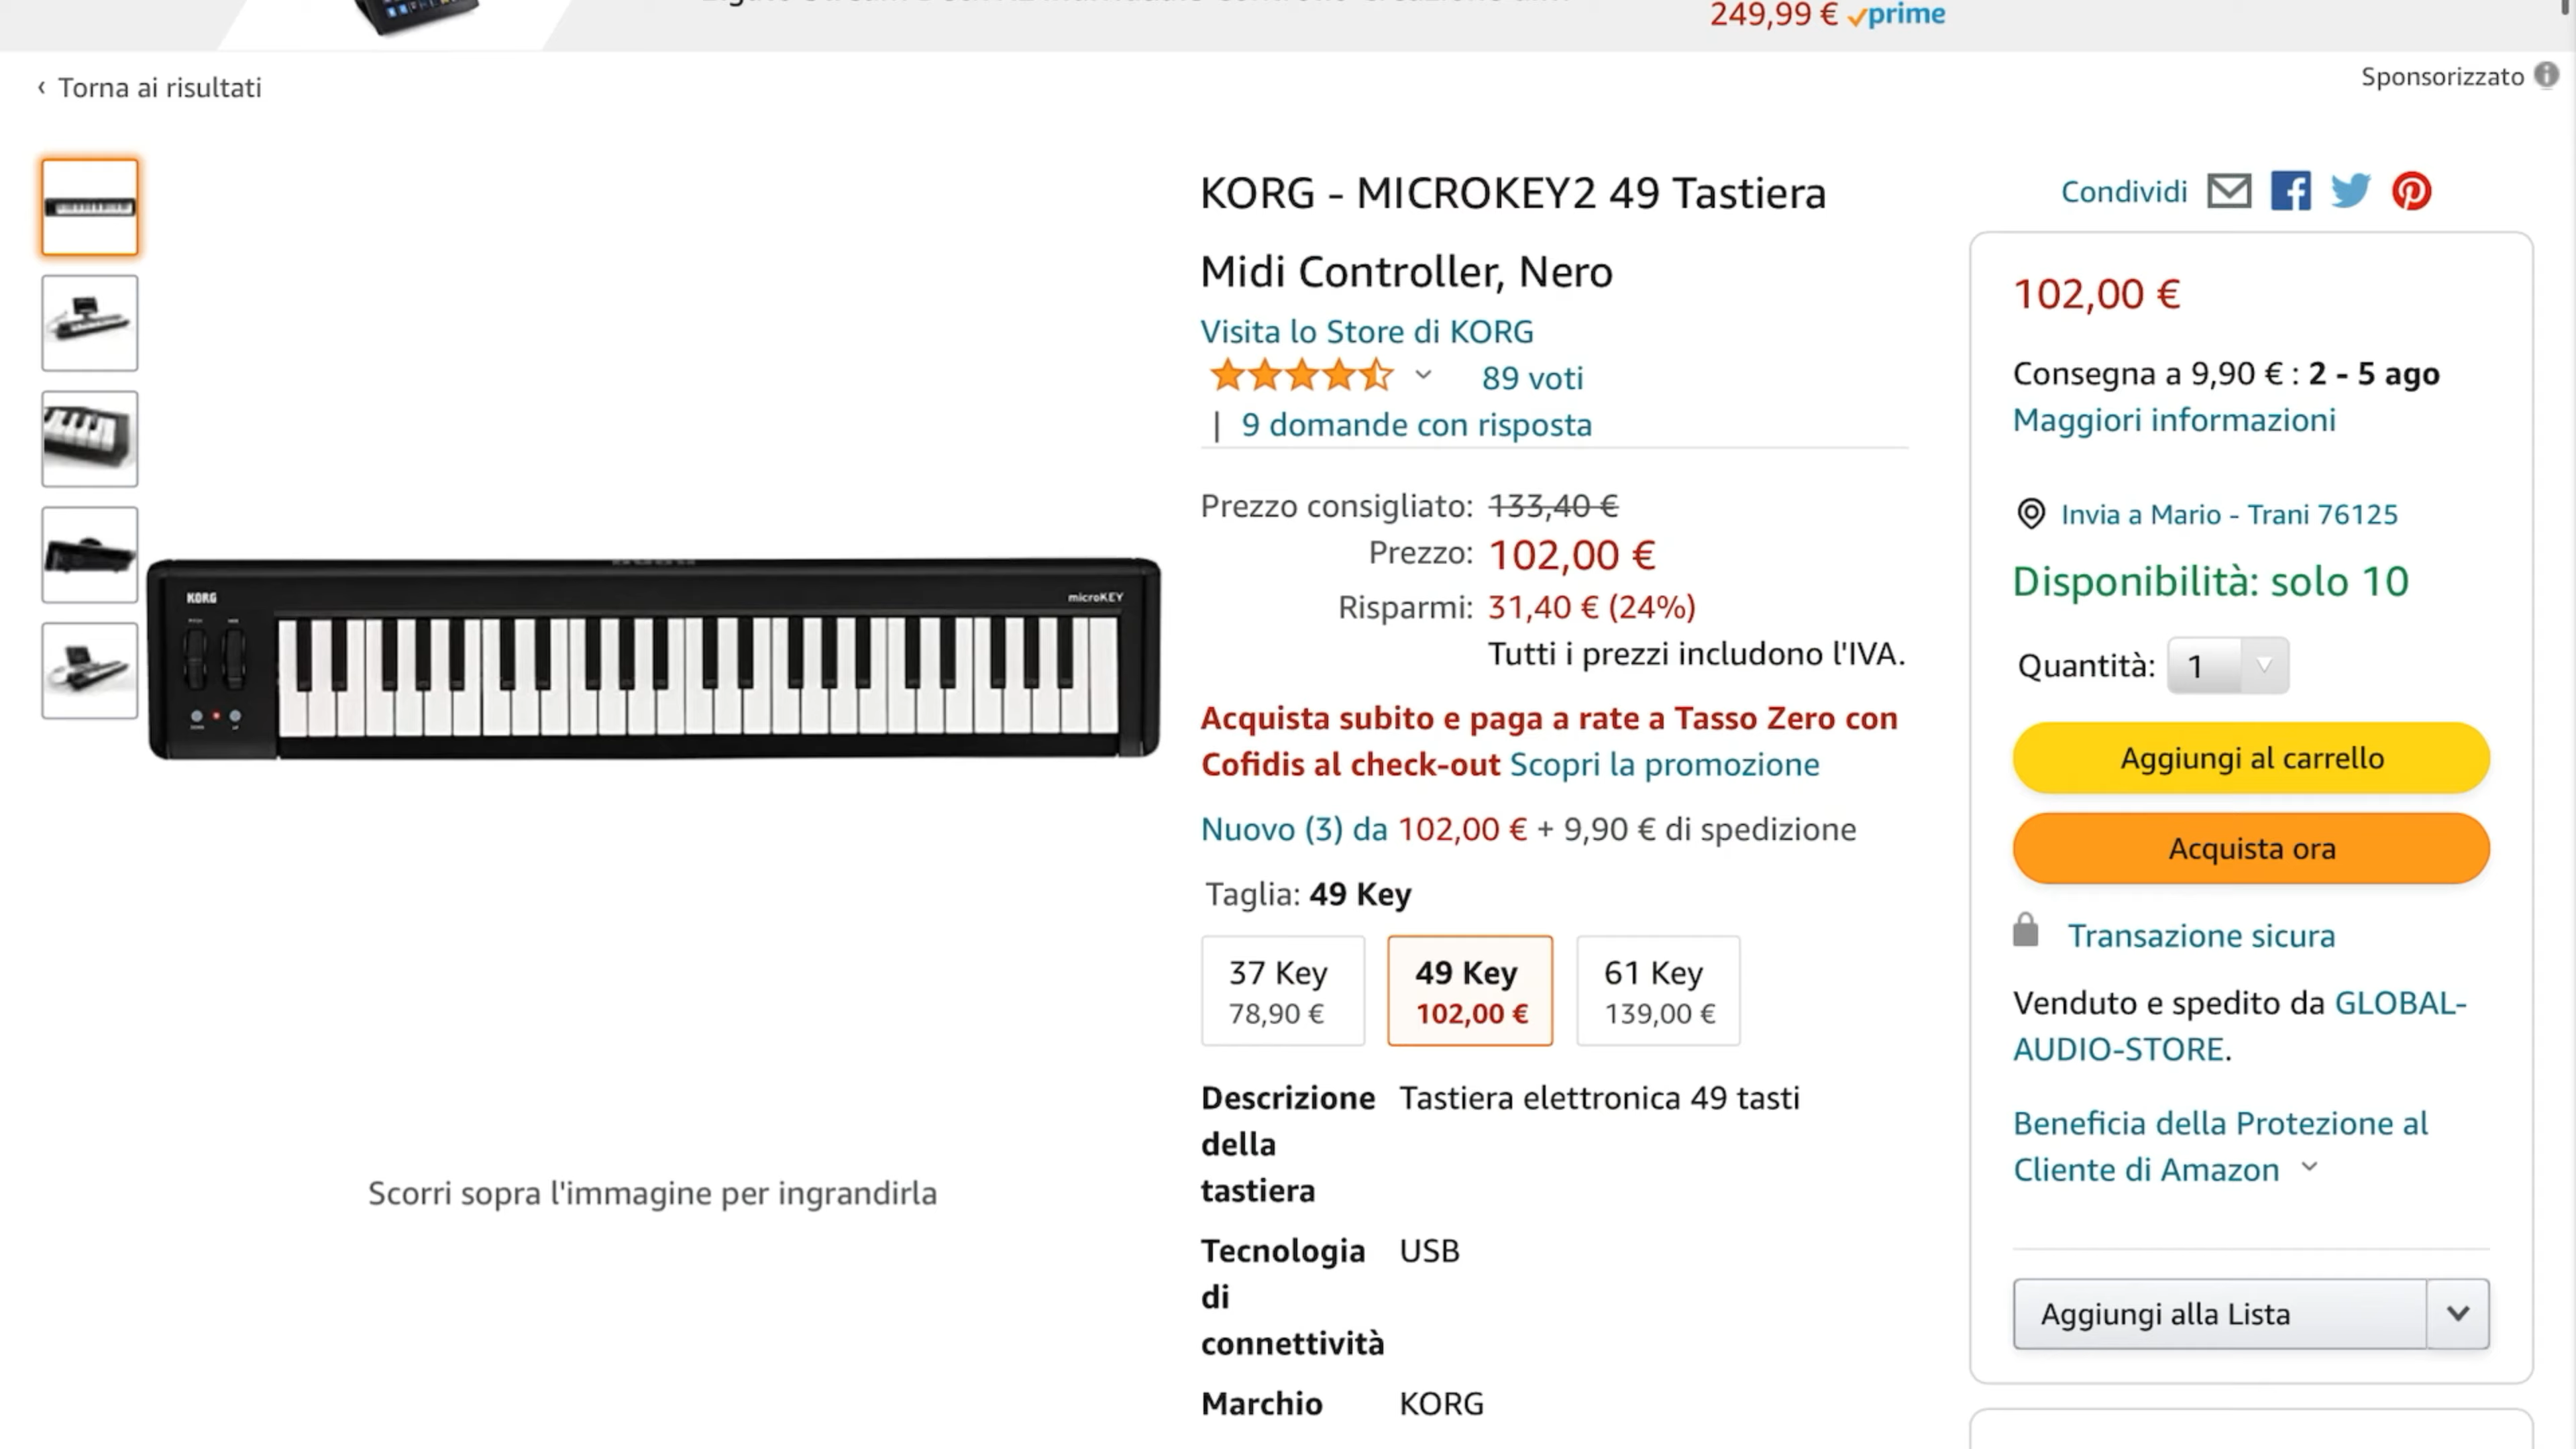 249,99 € prime
Sponsorizzato
‹ Torna ai risultati
KORG
microKEY
Scorri sopra l'immagine per ingrandirla
KORG - MICROKEY2 49 Tastiera
Midi Controller, Nero
Visita lo Store di KORG
89 voti
| 9 domande con risposta
Prezzo consigliato: 133,40 €
Prezzo: 102,00 €
Risparmi: 31,40 € (24%)
Tutti i prezzi includono l'IVA.
Acquista subito e paga a rate a Tasso Zero con
Cofidis al check-out Scopri la promozione
Nuovo (3) da 102,00 € + 9,90 € di spedizione
Taglia: 49 Key
37 Key
78,90 €
49 Key
102,00 €
61 Key
139,00 €
Descrizione Tastiera elettronica 49 tasti
della
tastiera
Tecnologia USB
di
connettività
Marchio KORG
Condividi
102,00 €
Consegna a 9,90 € : 2 - 5 ago
Maggiori informazioni
Invia a Mario - Trani 76125
Disponibilità: solo 10
Quantità: 1
Aggiungi al carrello
Acquista ora
Transazione sicura
Venduto e spedito da GLOBAL-
AUDIO-STORE.
Beneficia della Protezione al
Cliente di Amazon
Aggiungi alla Lista